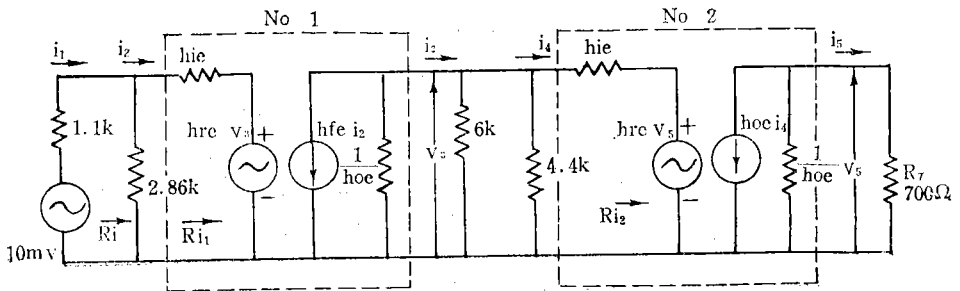 No 1
No 2
i₁
i₂
hie
i₃
i₄
hie
i₅
1.1k
2.86k
hre v₃
+
-
hfe i₂
1/hoe
v₃
6k
4.4k
hre v₅
+
-
hoe i₄
1/hoe
v₅
R₇
700Ω
10mv
Ri
Ri₁
Ri₂